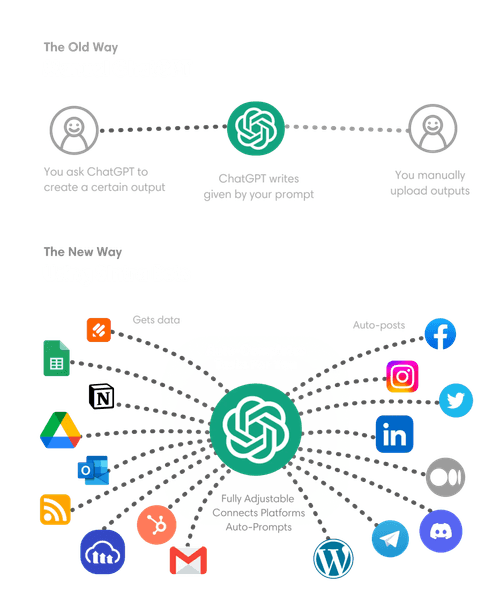 The Old Way
You ask ChatGPT to
create a certain output
ChatGPT writes
given by your prompt
You manually
upload outputs
The New Way
Gets data
Auto-posts
N
in
Fully Adjustable
Connects Platforms
Auto-Prompts